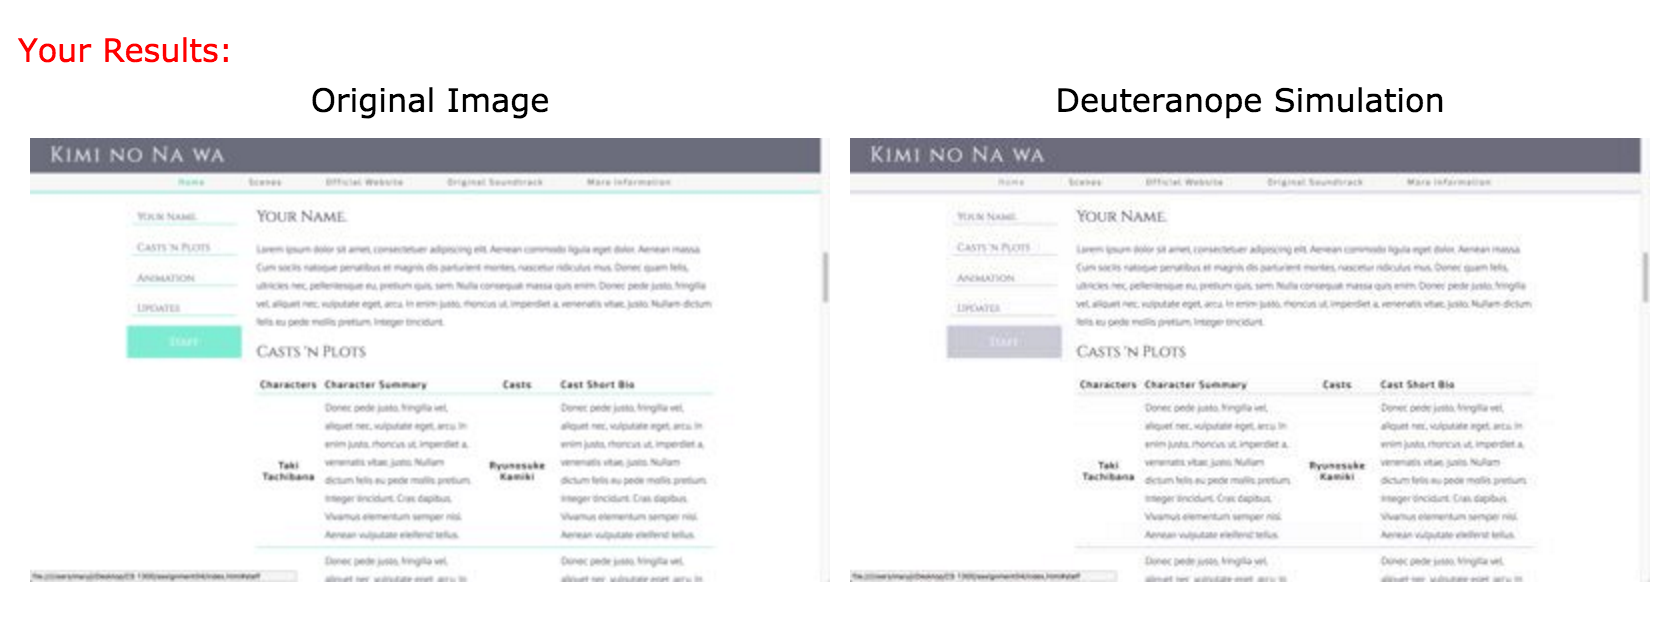 Your Results:
Original Image
Deuteranope Simulation
KIMI NO NA WA
Home Scenes Official Website Original Soundtrack More Information
YOUR NAME.
CASTS 'N PLOTS
ANIMATION
UPDATES
STAFF
YOUR NAME.
Lorem ipsum dolor sit amet, consectetuer adipiscing elit. Aenean commodo ligula eget dolor. Aenean massa.
Cum sociis natoque penatibus et magnis dis parturient montes, nascetur ridiculus mus. Donec quam felis,
ultricies nec, pellentesque eu, pretium quis, sem. Nulla consequat massa quis enim. Donec pede justo, fringilla
vel, aliquet nec, vulputate eget, arcu. In enim justo, rhoncus ut, imperdiet a, venenatis vitae, justo. Nullam dictum
felis eu pede mollis pretium. Integer tincidunt.
CASTS 'N PLOTS
Characters Character Summary Casts Cast Short Bio
Taki
Tachibana
Donec pede justo, fringilla vel,
aliquet nec, vulputate eget, arcu. In
enim justo, rhoncus ut, imperdiet a,
venenatis vitae, justo. Nullam
dictum felis eu pede mollis pretium.
Integer tincidunt. Cras dapibus.
Vivamus elementum semper nisi.
Aenean vulputate eleifend tellus.
Ryunosuke
Kamiki
Donec pede justo, fringilla vel,
aliquet nec, vulputate eget, arcu. In
enim justo, rhoncus ut, imperdiet a,
venenatis vitae, justo. Nullam
dictum felis eu pede mollis pretium.
Integer tincidunt. Cras dapibus.
Vivamus elementum semper nisi.
Aenean vulputate eleifend tellus.
Donec pede justo, fringilla vel,
aliquet nec, vulputate eget, arcu. In
Donec pede justo, fringilla vel,
aliquet nec, vulputate eget, arcu. In
KIMI NO NA WA
Home Scenes Official Website Original Soundtrack More Information
YOUR NAME.
CASTS 'N PLOTS
ANIMATION
UPDATES
STAFF
YOUR NAME.
Lorem ipsum dolor sit amet, consectetuer adipiscing elit. Aenean commodo ligula eget dolor. Aenean massa.
Cum sociis natoque penatibus et magnis dis parturient montes, nascetur ridiculus mus. Donec quam felis,
ultricies nec, pellentesque eu, pretium quis, sem. Nulla consequat massa quis enim. Donec pede justo, fringilla
vel, aliquet nec, vulputate eget, arcu. In enim justo, rhoncus ut, imperdiet a, venenatis vitae, justo. Nullam dictum
felis eu pede mollis pretium. Integer tincidunt.
CASTS 'N PLOTS
Characters Character Summary Casts Cast Short Bio
Taki
Tachibana
Donec pede justo, fringilla vel,
aliquet nec, vulputate eget, arcu. In
enim justo, rhoncus ut, imperdiet a,
venenatis vitae, justo. Nullam
dictum felis eu pede mollis pretium.
Integer tincidunt. Cras dapibus.
Vivamus elementum semper nisi.
Aenean vulputate eleifend tellus.
Ryunosuke
Kamiki
Donec pede justo, fringilla vel,
aliquet nec, vulputate eget, arcu. In
enim justo, rhoncus ut, imperdiet a,
venenatis vitae, justo. Nullam
dictum felis eu pede mollis pretium.
Integer tincidunt. Cras dapibus.
Vivamus elementum semper nisi.
Aenean vulputate eleifend tellus.
Donec pede justo, fringilla vel,
aliquet nec, vulputate eget, arcu. In
Donec pede justo, fringilla vel,
aliquet nec, vulputate eget, arcu. In